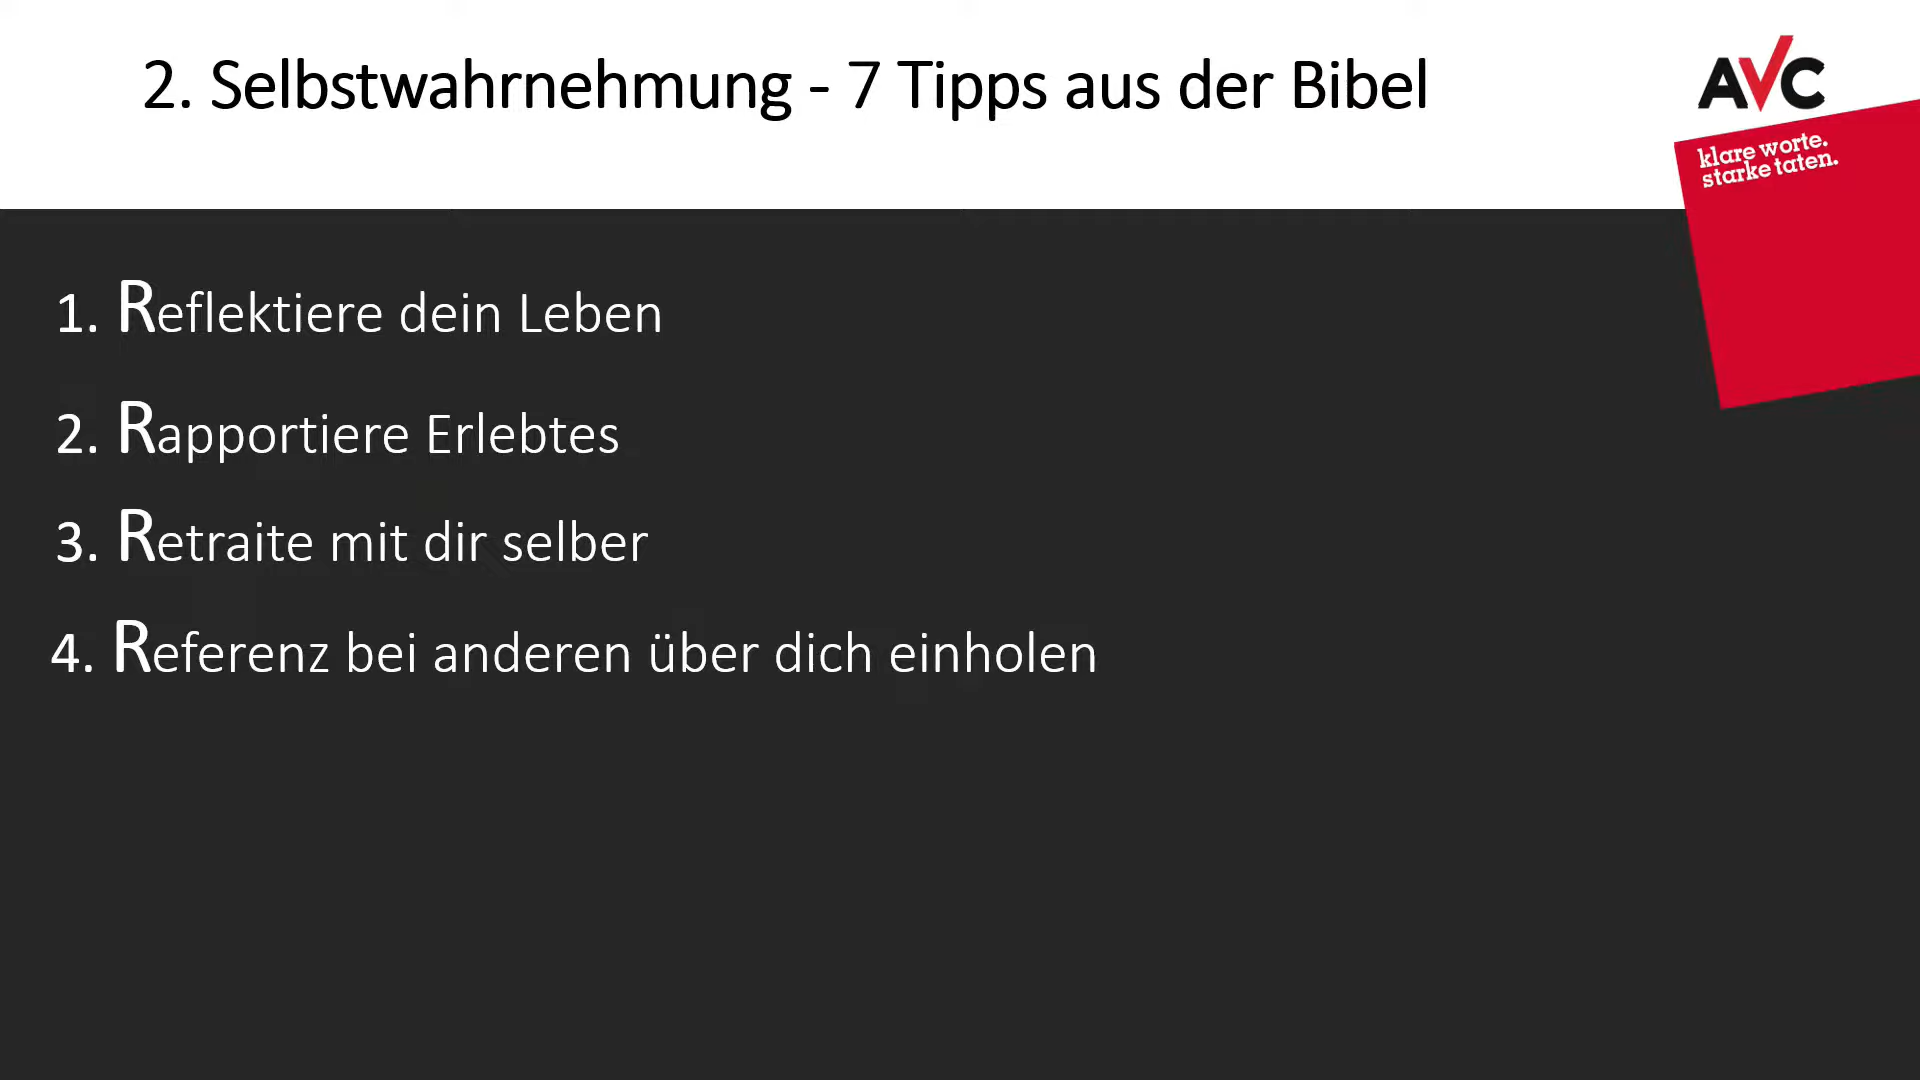 2. Selbstwahrnehmung - 7 Tipps aus der Bibel
AVC
klare worte.
starke taten.
1. Reflektiere dein Leben
2. Rapportiere Erlebtes
3. Retraite mit dir selber
4. Referenz bei anderen über dich einholen